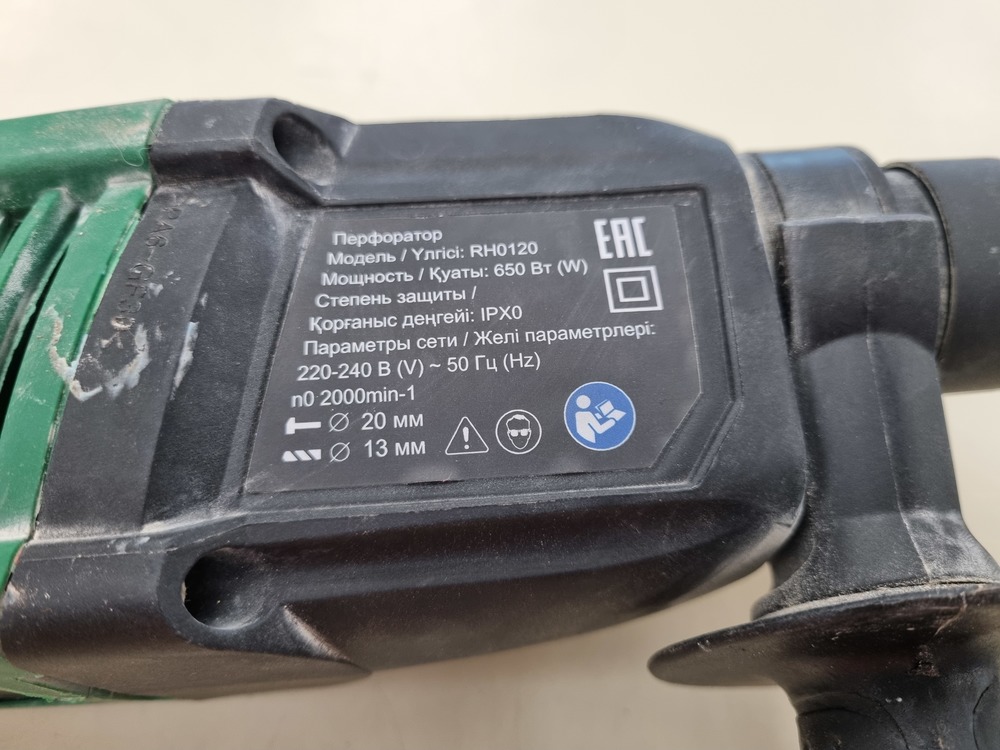 Перфоратор
Модель / Үлгісі: RH0120
Мощность / Қуаты: 650 Вт (W)
Степень защиты /
Қорғаныс деңгейі: IPX0
Параметры сети / Желі параметрлері:
220-240 В (V) ~ 50 Гц (Hz)
n0 2000min-1
∅ 20 мм
∅ 13 мм
EAC